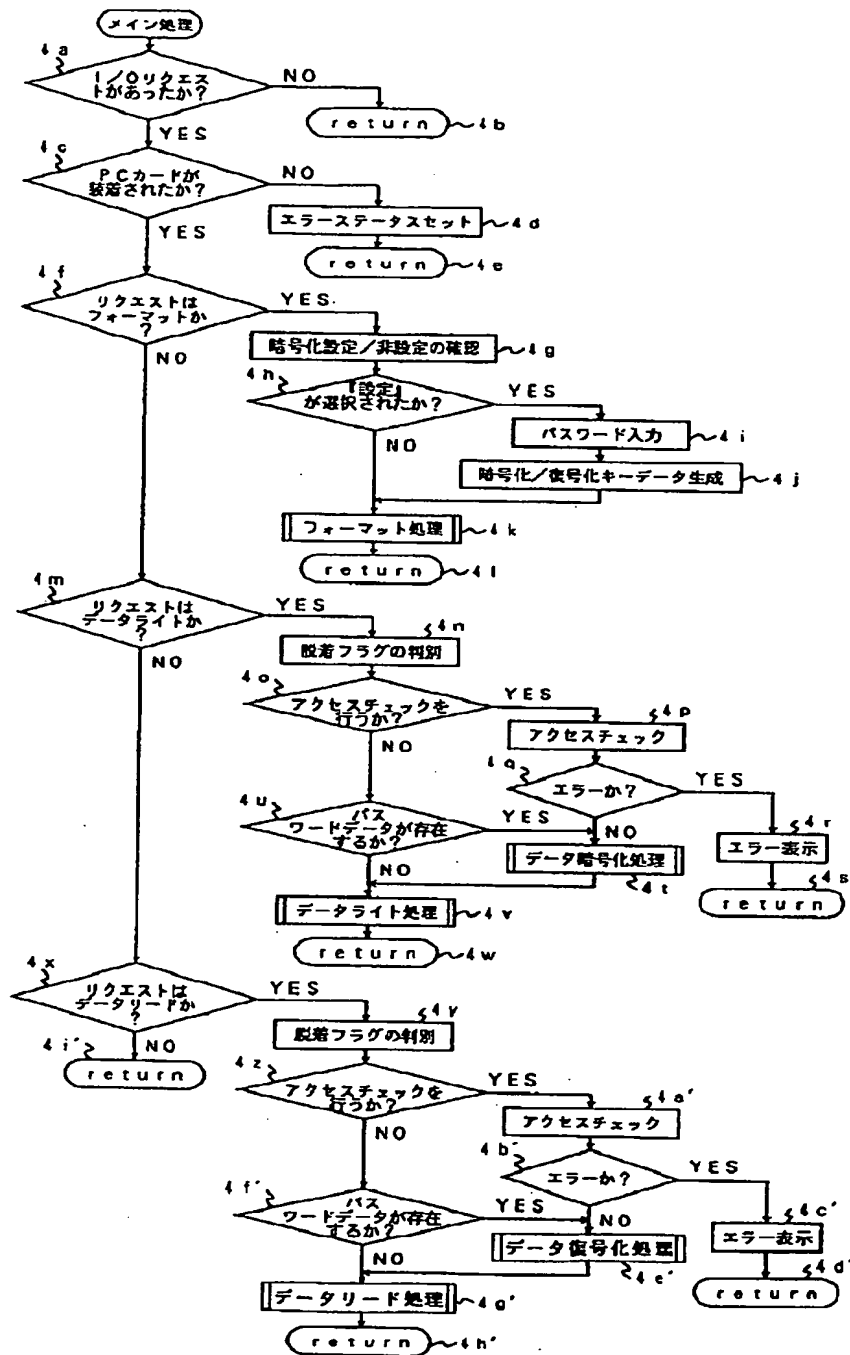 メイン処理
4a
I/Oリクエス
トがあったか?
NO
return
4b
YES
4c
PCカードが
装着されたか?
NO
エラーステータスセット
4d
YES
return
4e
4f
リクエストは
フォーマットか
?
YES
暗号化設定/非設定の確認
4g
NO
4h
『設定』
が選択されたか?
YES
パスワード入力
4i
NO
暗号化/復号化キーデータ生成
4j
フォーマット処理
4k
return
4l
4m
リクエストは
データライトか
?
YES
4n
脱着フラグの判別
NO
4o
アクセスチェックを
行うか?
YES
4p
アクセスチェック
NO
4q
エラーか?
YES
4u
パス
ワードデータが存在
するか?
YES
NO
4r
エラー表示
データ暗号化処理
4t
4s
return
NO
データライト処理
4v
return
4w
4x
リクエストは
データリードか
?
YES
4y
脱着フラグの判別
4i'
NO
return
4z
アクセスチェックを
行うか?
YES
4a'
アクセスチェック
NO
4b'
エラーか?
YES
4f'
パス
ワードデータが存在
するか?
YES
NO
4c'
エラー表示
データ復号化処理
4e'
4d'
return
NO
データリード処理
4g'
return
4h'